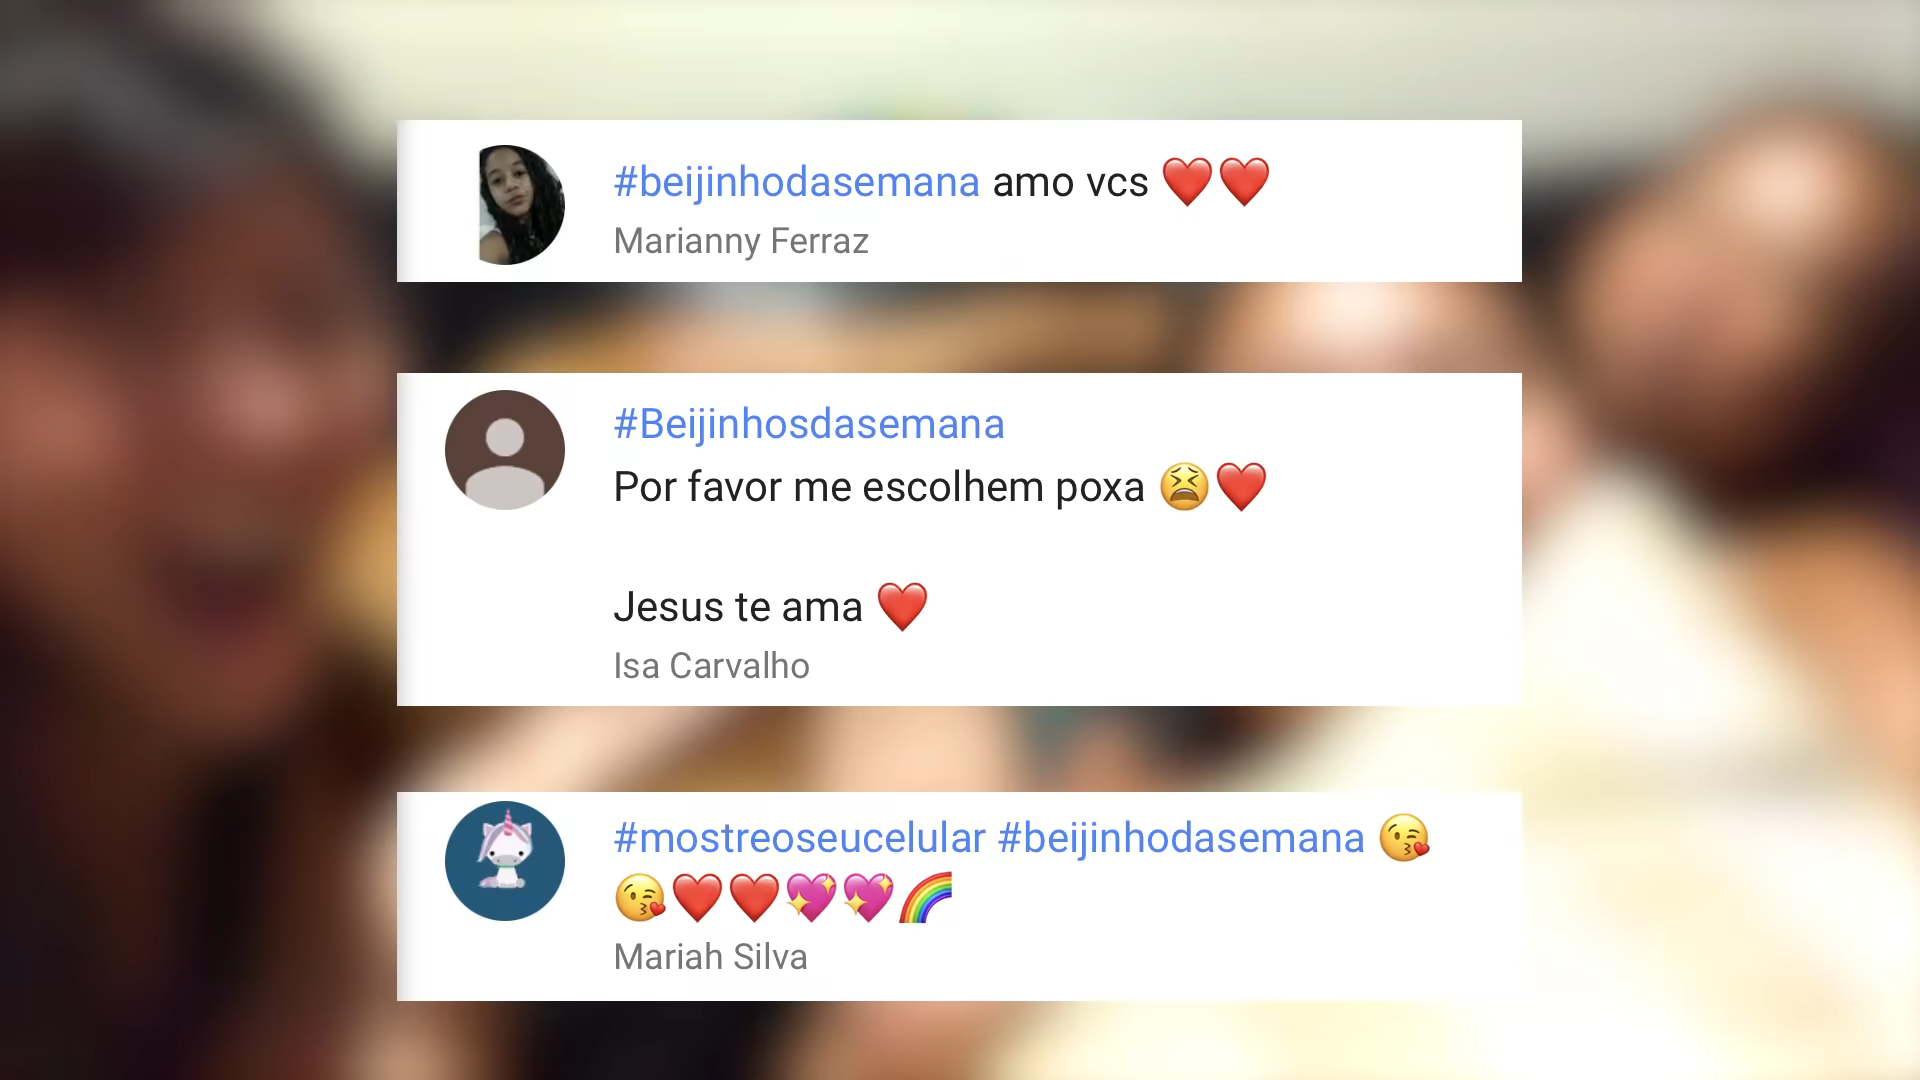 #beijinhodasemana amo vcs ❤️❤️
Marianny Ferraz
#Beijinhosdasemana
Por favor me escolhem poxa 😫❤️
Jesus te ama ❤️
Isa Carvalho
#mostreoseucelular #beijinhodasemana 😘
😘❤️❤️💖💖🌈
Mariah Silva